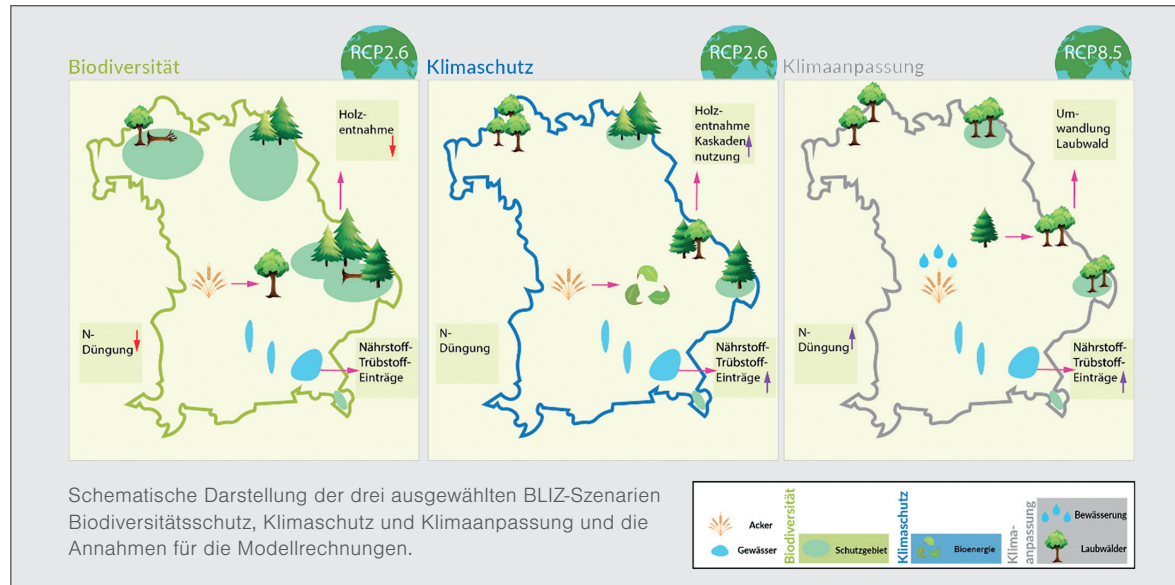 Biodiversität
RCP2.6
Holz-
entnahme
N-
Düngung
Nährstoff-
Trübstoff-
Einträge
Klimaschutz
RCP2.6
Holz-
entnahme
Kaskaden
nutzung
N-
Düngung
Nährstoff-
Trübstoff-
Einträge
Klimaanpassung
RCP8.5
Um-
wandlung
Laubwald
N-
Düngung
Nährstoff-
Trübstoff-
Einträge
Schematische Darstellung der drei ausgewählten BLIZ-Szenarien
Biodiversitätsschutz, Klimaschutz und Klimaanpassung und die
Annahmen für die Modellrechnungen.
Acker
Gewässer
Biodiversität
Schutzgebiet
Klimaschutz
Bioenergie
Klima-
anpassung
Bewässerung
Laubwälder